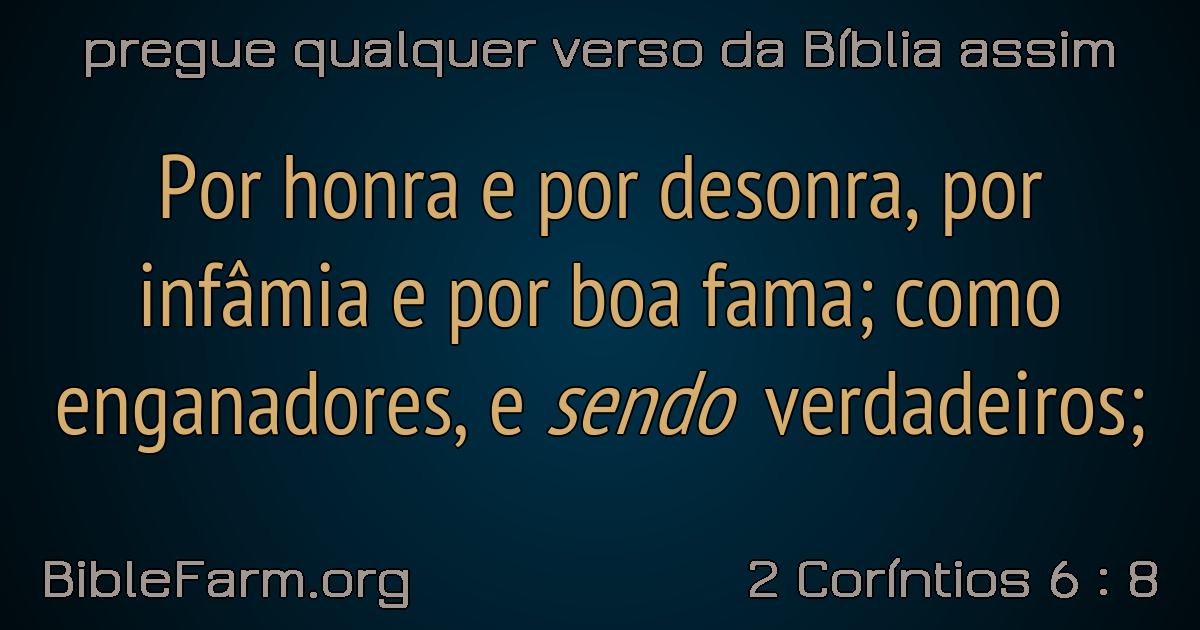 pregue qualquer verso da Bíblia assim
Por honra e por desonra, por
infâmia e por boa fama; como
enganadores, e sendo verdadeiros;
BibleFarm.org
2 Coríntios 6 : 8